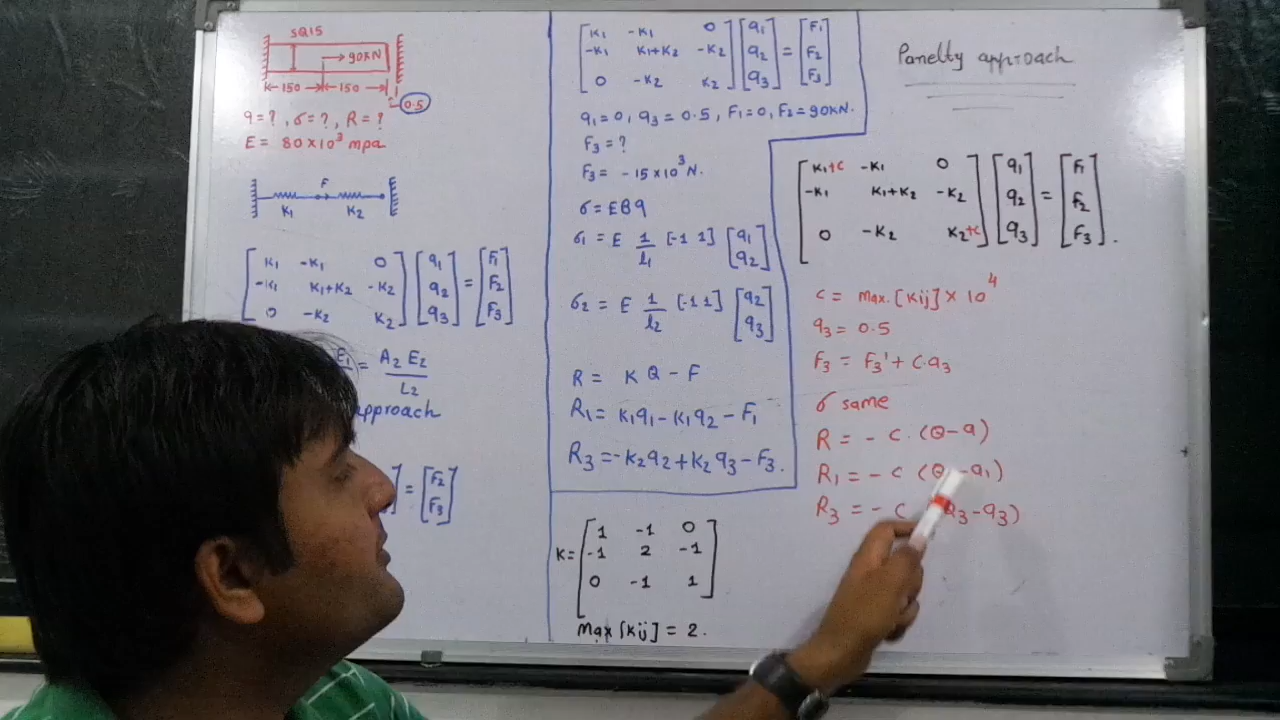 SQ15
→ 90KN
150 150
0.5
q = ? , σ = ? , R = ?
E = 80×10³ mpa
F
K1 K2
[K1 -K1 0] [q1] = [F1]
[-K1 K1+K2 -K2] [q2] [F2]
[0 -K2 K2] [q3] [F3]
E1 = A2 E2
L2
approach
= [F2]
[F3]
[K1 -K1 0] [q1] = [F1]
[-K1 K1+K2 -K2] [q2] [F2]
[0 -K2 K2] [q3] [F3]
q1 = 0, q3 = 0.5, F1 = 0, F2 = 90KN.
F3 = ?
F3 = -15×10³ N.
σ = EBq
σ1 = E 1/l1 [-1 1] [q1 q2]
σ2 = E 1/l2 [-1 1] [q2 q3]
R = K Q - F
R1 = K1q1 - K1q2 - F1
R3 = -K2q2 + K2q3 - F3.
K = [1 -1 0]
[-1 2 -1]
[0 -1 1]
Max [Kij] = 2.
Panelty approach
[K1+C -K1 0] [q1] = [F1]
[-K1 K1+K2 -K2] [q2] [F2]
[0 -K2 K2+C] [q3] [F3].
C = max. [Kij] × 10⁴
q3 = 0.5
F3 = F3' + C.a3
σ same
R = - C . (Q - a)
R1 = - C (Q - a1)
R3 = - C 3 - a3)